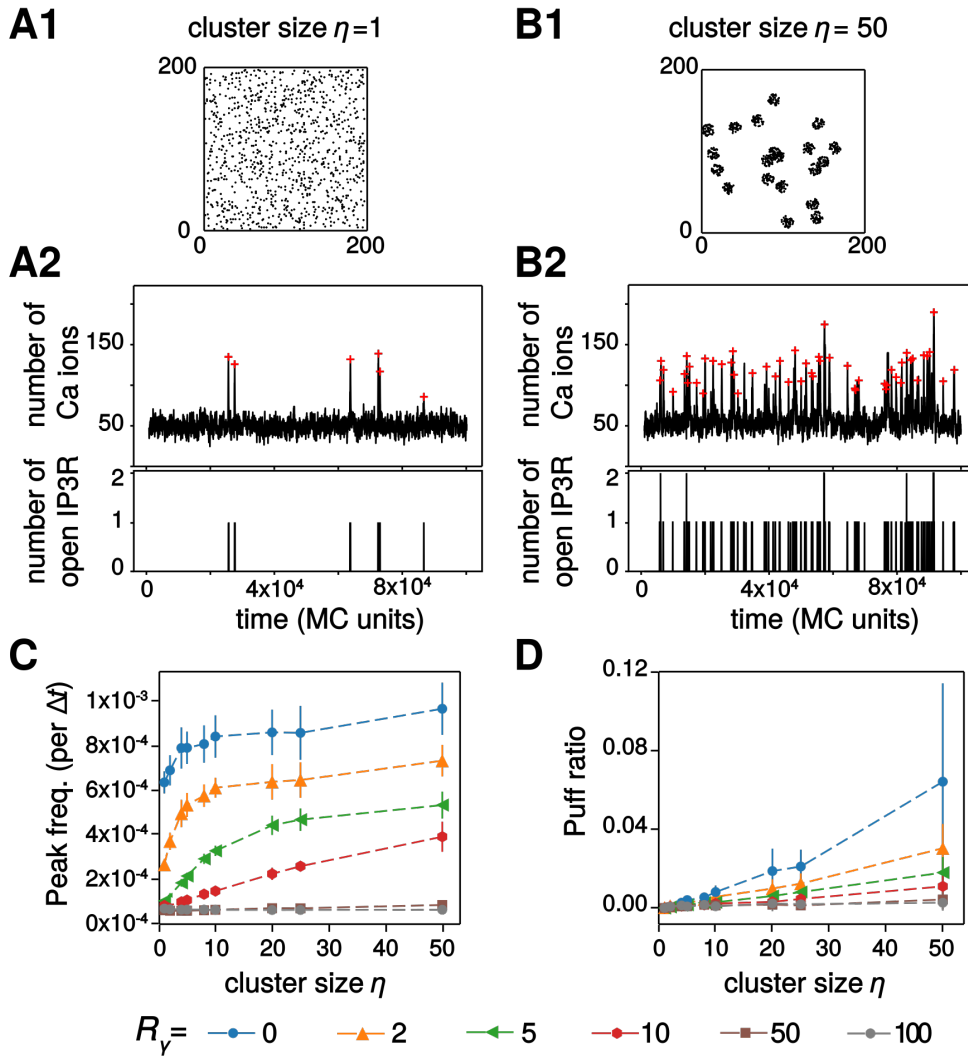 A1
cluster size η=1
200
0
0
200
B1
cluster size η= 50
200
0
0
200
A2
number of
Ca ions
150
50
number of
open IP3R
2
1
0
0
4x10⁴
8x10⁴
time (MC units)
B2
number of
Ca ions
150
50
number of
open IP3R
2
1
0
0
4x10⁴
8x10⁴
time (MC units)
C
Peak freq. (per Δt)
1x10⁻³
8x10⁻⁴
6x10⁻⁴
4x10⁻⁴
2x10⁻⁴
0x10⁻⁴
0 10 20 30 40 50
cluster size η
D
Puff ratio
0.12
0.08
0.04
0.00
0 10 20 30 40 50
cluster size η
Rᵧ= 0 2 5 10 50 100